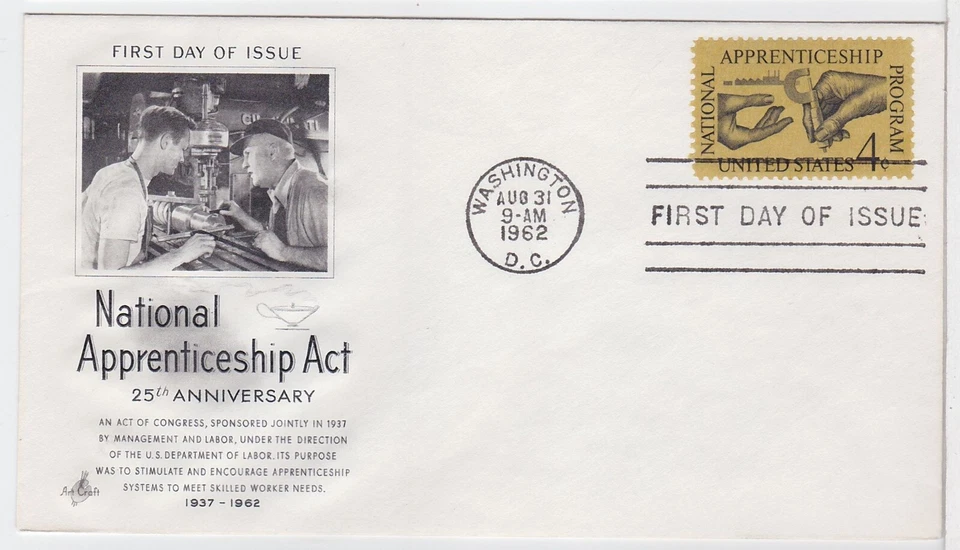 FIRST DAY OF ISSUE
National
Apprenticeship Act
25th ANNIVERSARY
AN ACT OF CONGRESS, SPONSORED JOINTLY IN 1937
BY MANAGEMENT AND LABOR, UNDER THE DIRECTION
OF THE U.S. DEPARTMENT OF LABOR. ITS PURPOSE
WAS TO STIMULATE AND ENCOURAGE APPRENTICESHIP
SYSTEMS TO MEET SKILLED WORKER NEEDS.
1937 - 1962
Art Craft
WASHINGTON
AUG 31
9-AM
1962
D. C.
NATIONAL
APPRENTICESHIP
PROGRAM
UNITED STATES 4¢
FIRST DAY OF ISSUE